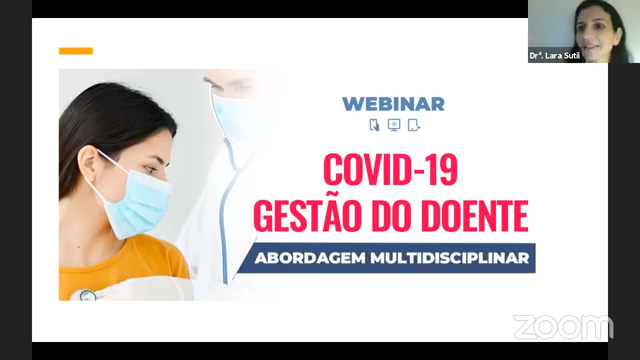 Drª. Lara Sutil
WEBINAR
COVID-19
GESTÃO DO DOENTE
ABORDAGEM MULTIDISCIPLINAR
zoom